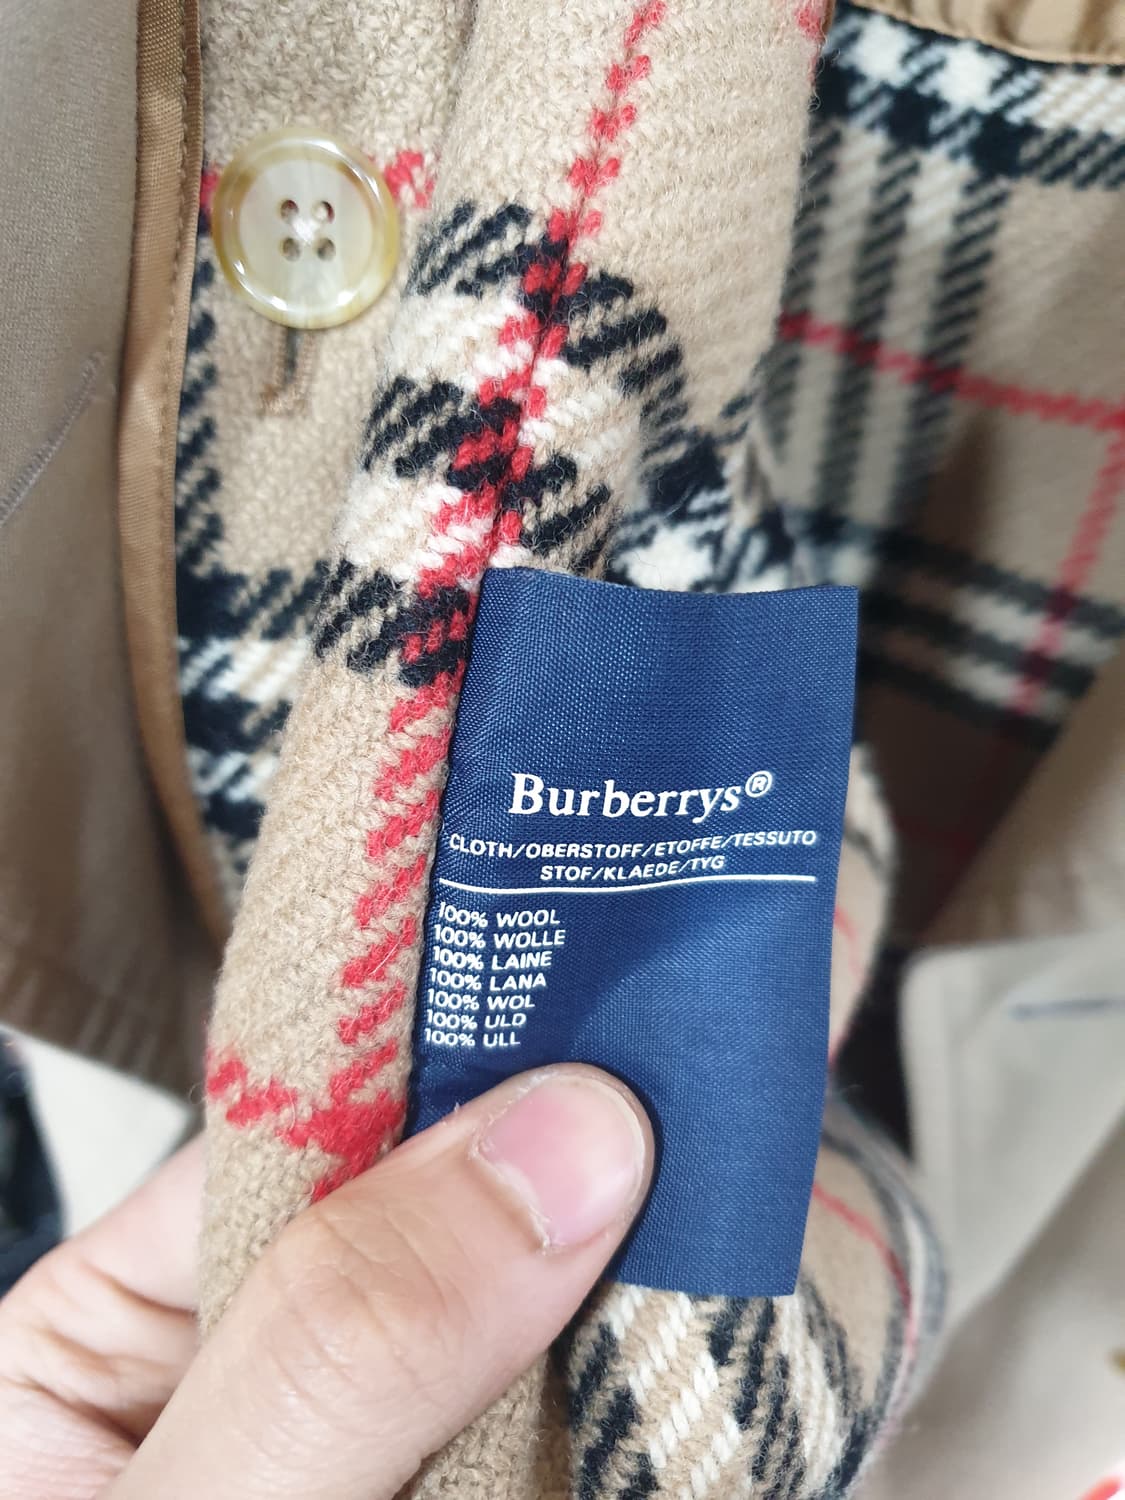 Burberrys®
CLOTH/OBERSTOFF/ETOFFE/TESSUTO
STOF/KLAEDE/TYG
100% WOOL
100% WOLLE
100% LAINE
100% LANA
100% WOL
100% ULD
100% ULL